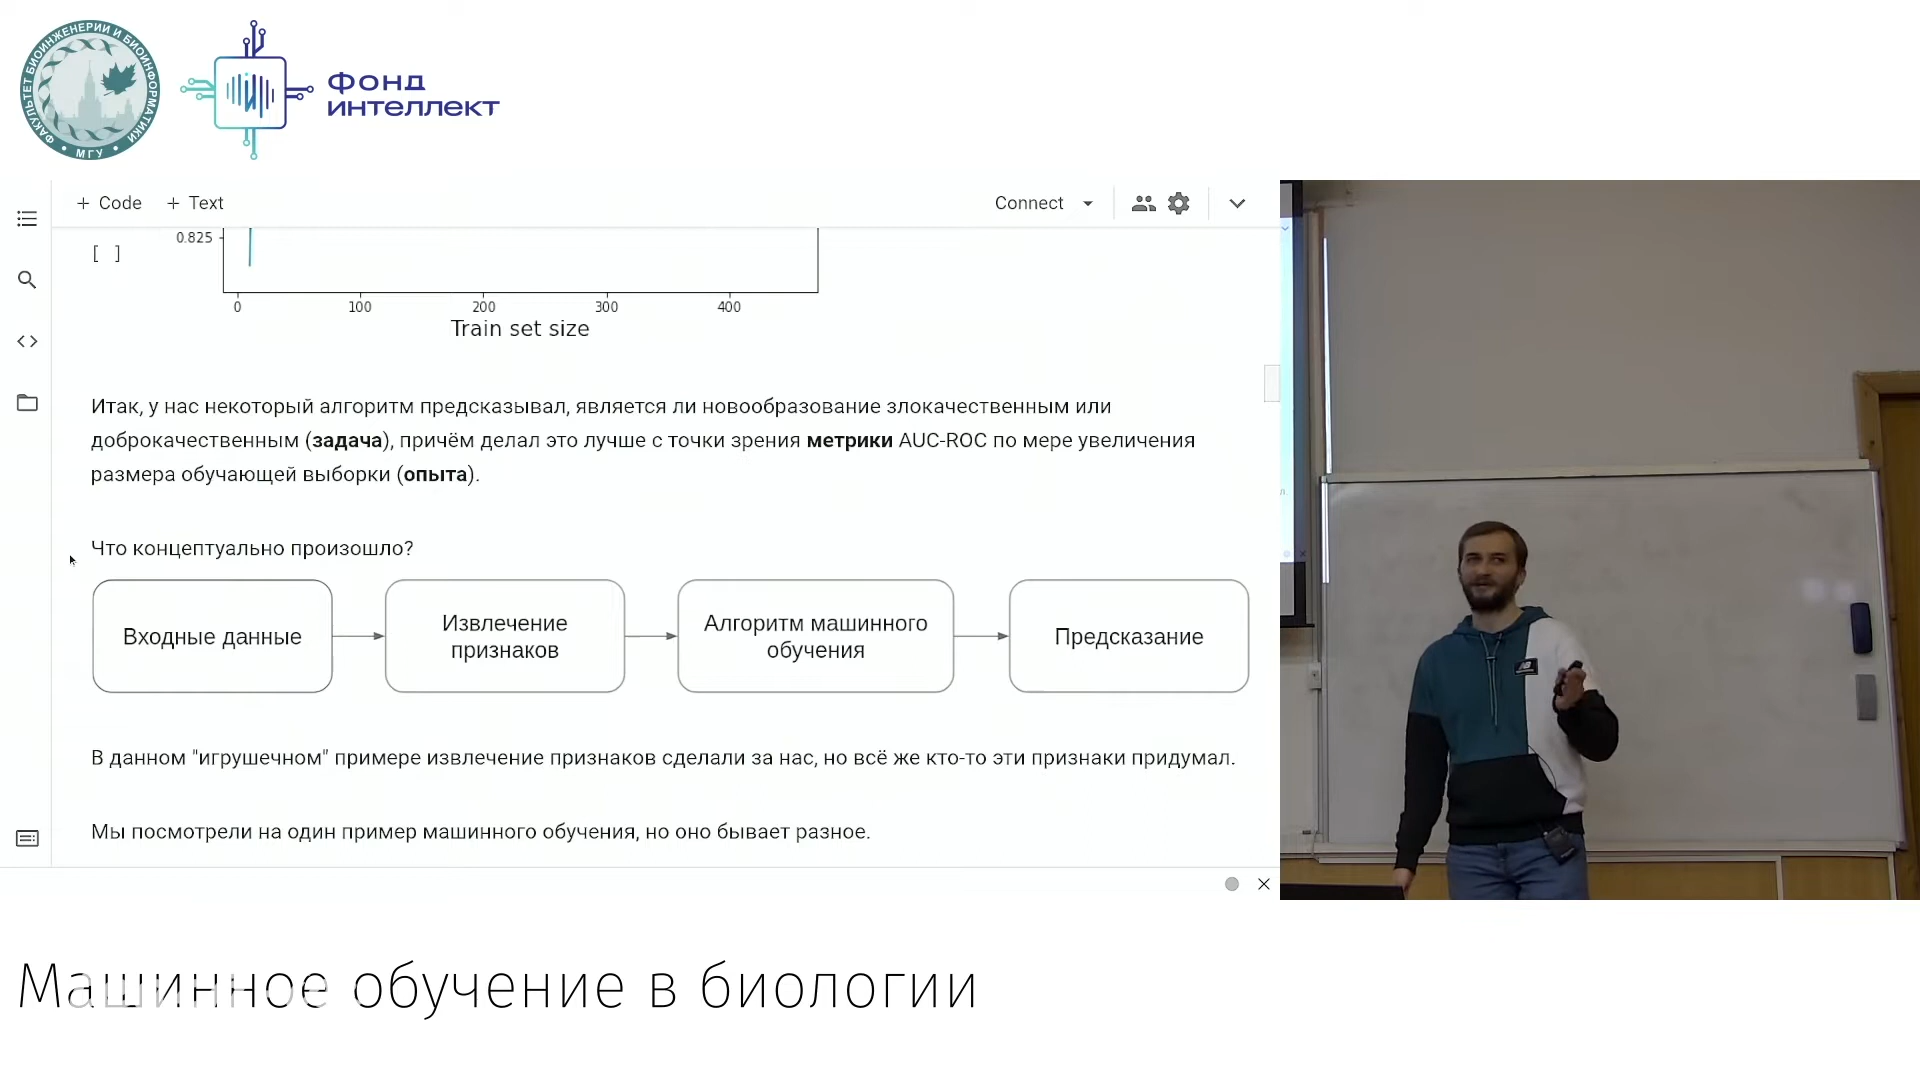 ФАКУЛЬТЕТ БИОИНЖЕНЕРИИ И БИОИНФОРМАТИКИ
МГУ
ФОНД
ИНТЕЛЛЕКТ
+ Code + Text
Connect
[ ]
0.825
0 100 200 300 400
Train set size
Итак, у нас некоторый алгоритм предсказывал, является ли новообразование злокачественным или
доброкачественным (задача), причём делал это лучше с точки зрения метрики AUC-ROC по мере увеличения
размера обучающей выборки (опыта).
Что концептуально произошло?
Входные данные
Извлечение
признаков
Алгоритм машинного
обучения
Предсказание
В данном "игрушечном" примере извлечение признаков сделали за нас, но всё же кто-то эти признаки придумал.
Мы посмотрели на один пример машинного обучения, но оно бывает разное.
Машинное обучение в биологии